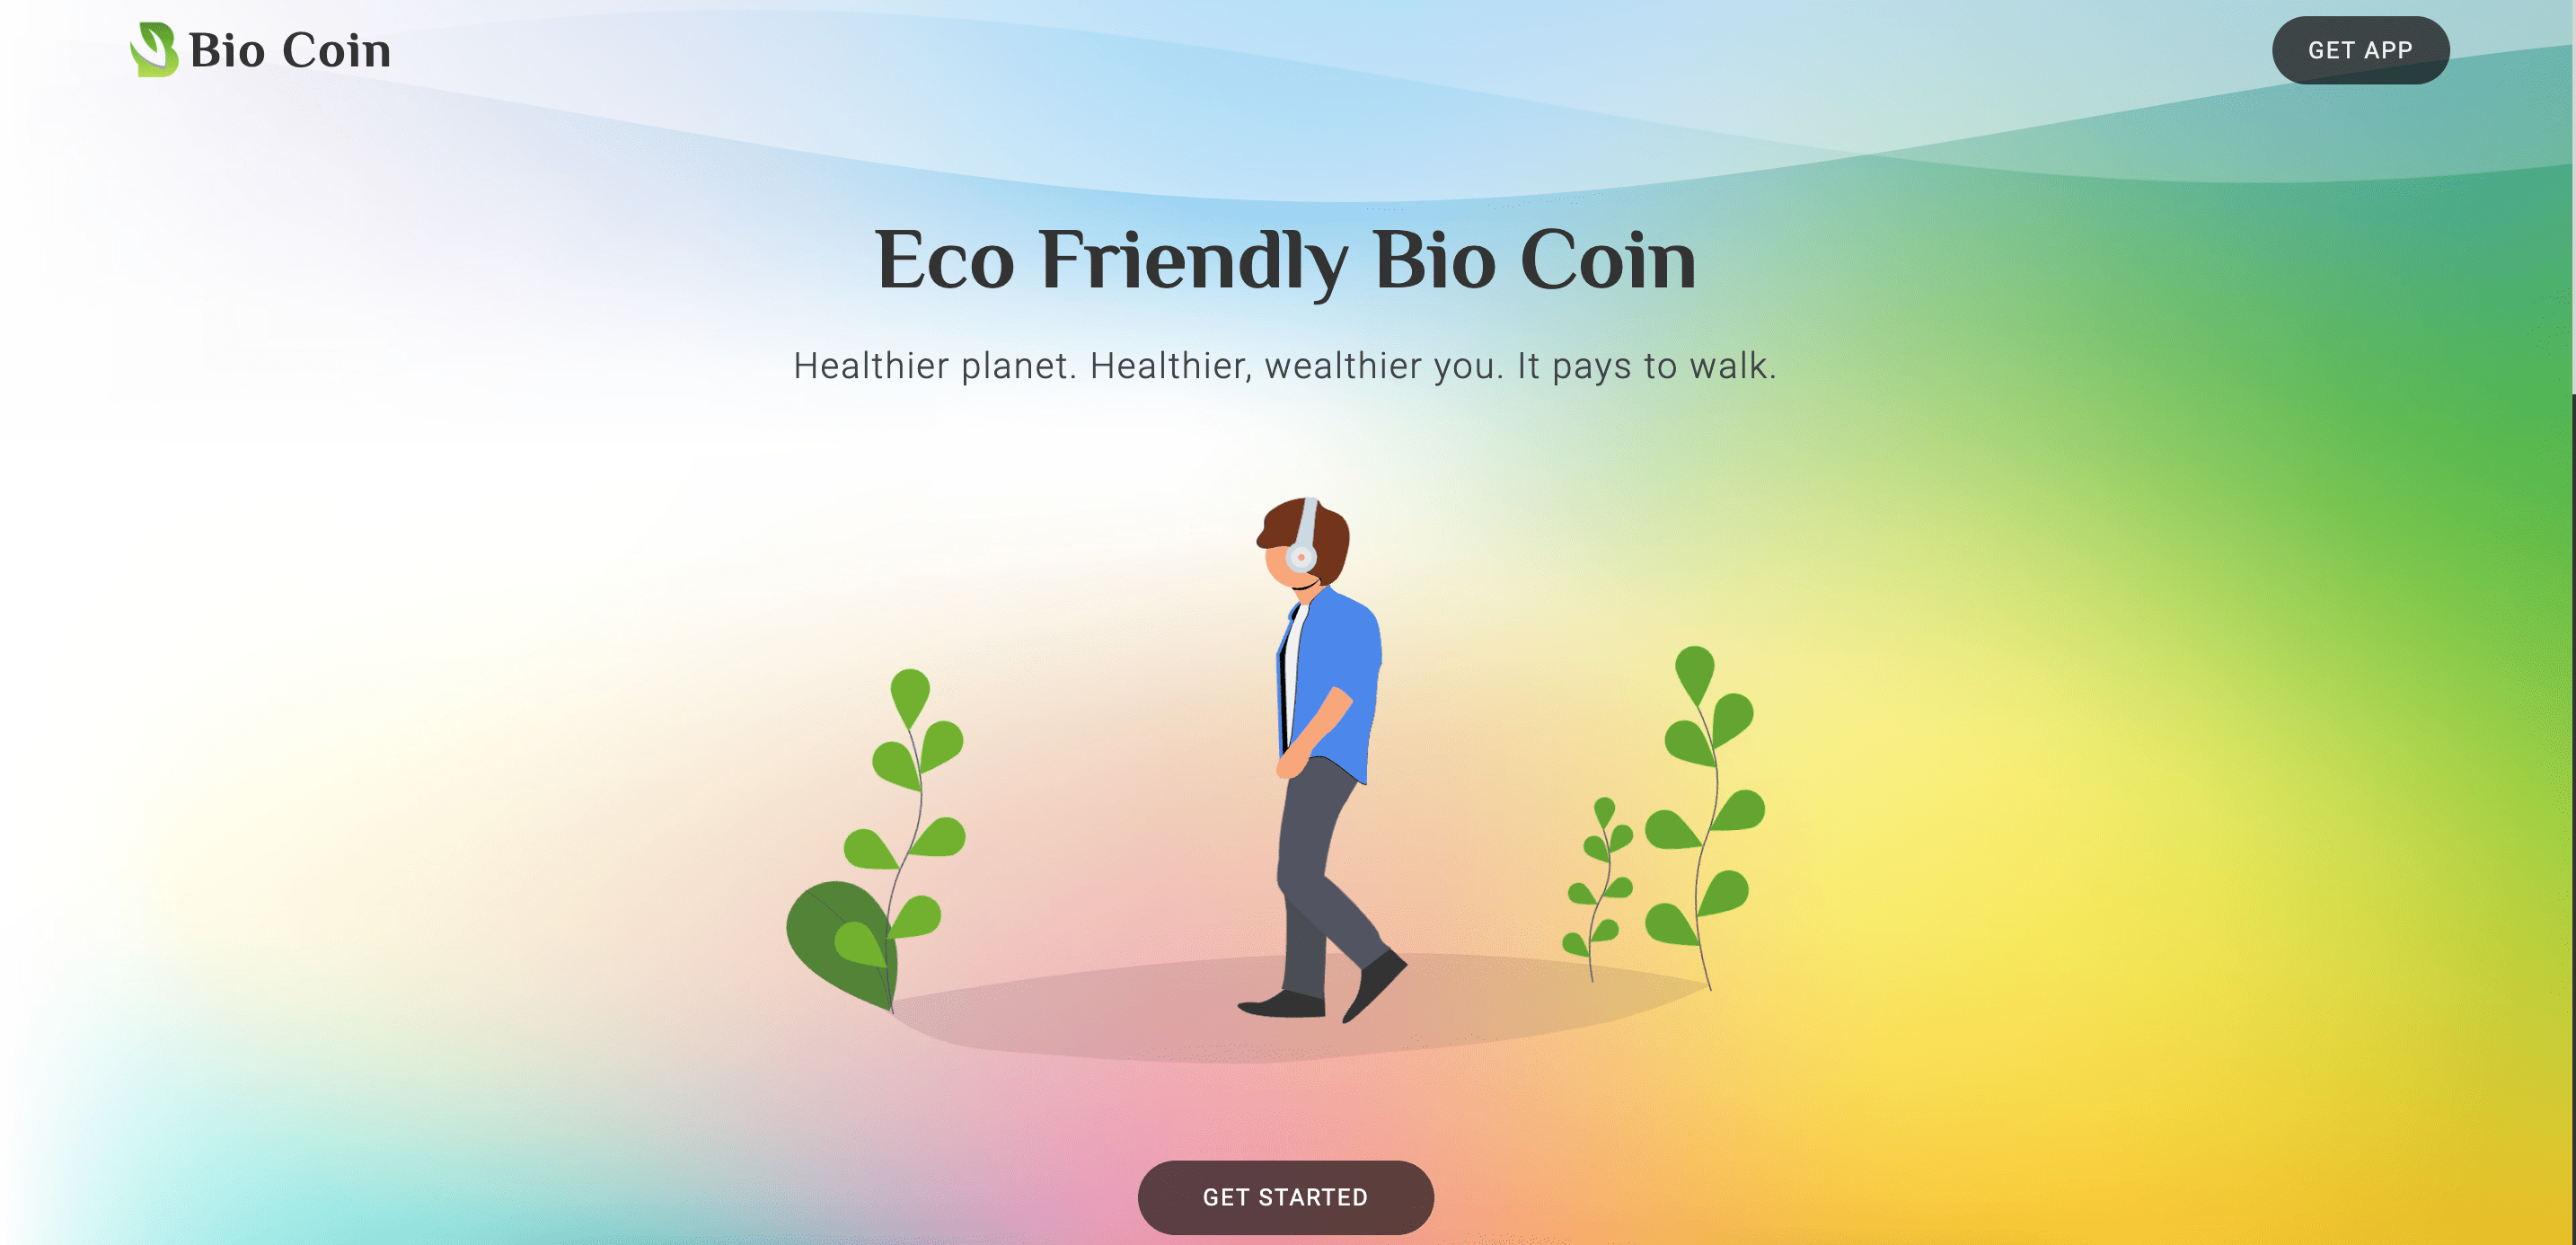 Bio Coin
GET APP
Eco Friendly Bio Coin
Healthier planet. Healthier, wealthier you. It pays to walk.
GET STARTED